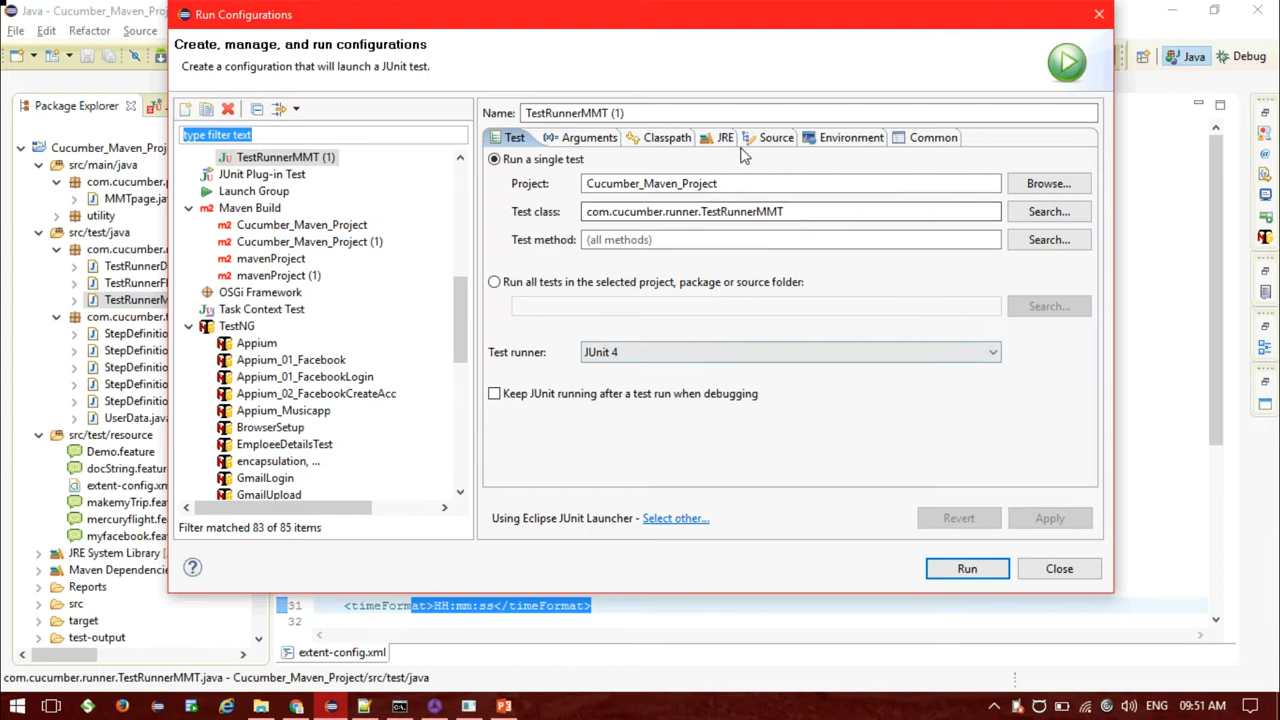 Java - Cucumber_Maven_Proj
File Edit Refactor Source
Java Debug
Package Explorer
Cucumber_Maven_Proj
src/main/java
com.cucumber.p
MMTpage.jav
utility
src/test/java
com.cucumber.r
TestRunnerD
TestRunnerF
TestRunnerM
com.cucumber.t
StepDefinitio
StepDefinitio
StepDefinitio
StepDefinitio
StepDefinitio
UserData.java
src/test/resource
Demo.feature
docString.featur
extent-config.xm
makemyTrip.fea
mercuryflight.fe
myfacebook.fea
JRE System Library [
Maven Dependencie
Reports
src
target
test-output
Run Configurations
Create, manage, and run configurations
Create a configuration that will launch a JUnit test.
type filter text
TestRunnerMMT (1)
JUnit Plug-in Test
Launch Group
Maven Build
Cucumber_Maven_Project
Cucumber_Maven_Project (1)
mavenProject
mavenProject (1)
OSGi Framework
Task Context Test
TestNG
Appium
Appium_01_Facebook
Appium_01_FacebookLogin
Appium_02_FacebookCreateAcc
Appium_Musicapp
BrowserSetup
EmploeeDetailsTest
encapsulation, ...
GmailLogin
GmailUpload
Filter matched 83 of 85 items
Name: TestRunnerMMT (1)
Test Arguments Classpath JRE Source Environment Common
Run a single test
Project: Cucumber_Maven_Project Browse...
Test class: com.cucumber.runner.TestRunnerMMT Search...
Test method: (all methods) Search...
Run all tests in the selected project, package or source folder:
Search...
Test runner: JUnit 4
Keep JUnit running after a test run when debugging
Using Eclipse JUnit Launcher - Select other... Revert Apply
Run Close
31 <timeFormat>HH:mm:ss</timeFormat>
32
extent-config.xml
com.cucumber.runner.TestRunnerMMT.java - Cucumber_Maven_Project/src/test/java
ENG 09:51 AM